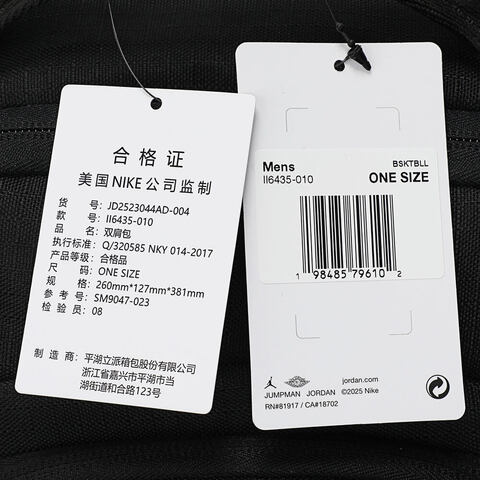 合格证
美国NIKE公司监制
货 号: JD2523044AD-004
款 号: II6435-010
品 名: 双肩包
执行标准: Q/320585 NKY 014-2017
产品等级: 合格品
尺 码: ONE SIZE
规 格: 260mm*127mm*381mm
参 考 号: SM9047-023
检 验 员: 08
制 造 商: 平湖立派箱包股份有限公司
浙江省嘉兴市平湖市当
湖街道和合路123号
Mens BSKTBLL
II6435-010 ONE SIZE
1 98485 79610 2
JUMPMAN JORDAN
jordan.com
©2025 Nike
RN#81917 / CA#18702